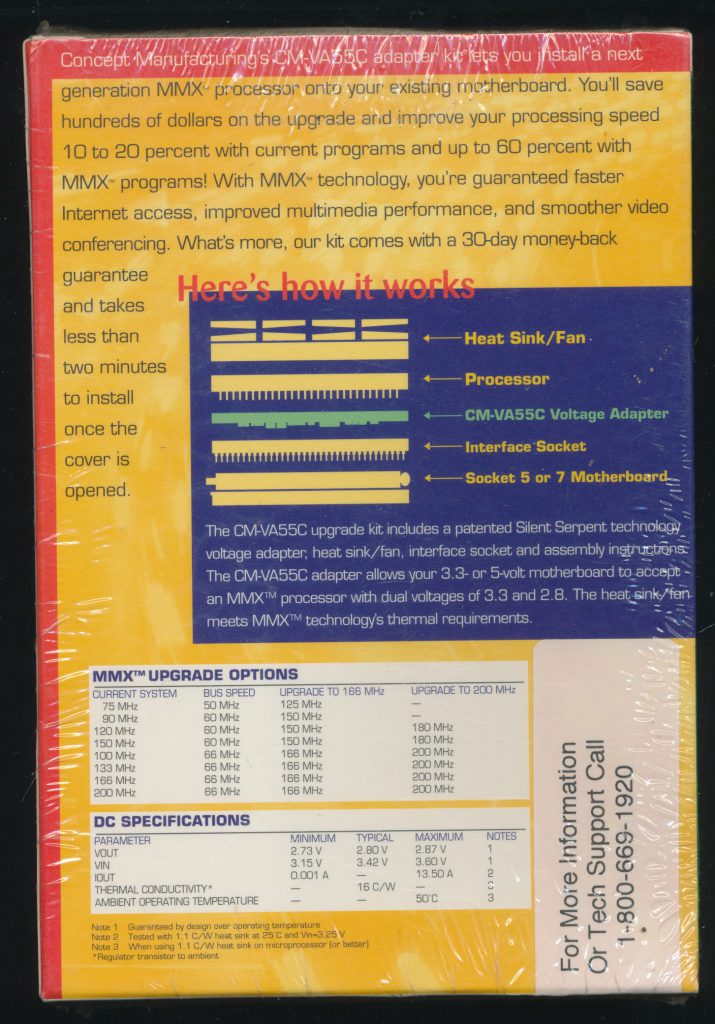 Concept Manufacturing's CM-VA55C adapter kit lets you install a next
generation MMX™ processor onto your existing motherboard. You'll save
hundreds of dollars on the upgrade and improve your processing speed
10 to 20 percent with current programs and up to 60 percent with
MMX™ programs! With MMX™ technology, you're guaranteed faster
Internet access, improved multimedia performance, and smoother video
conferencing. What's more, our kit comes with a 30-day money-back
guarantee
and takes
less than
two minutes
to install
once the
cover is
opened.
Here's how it works
Heat Sink/Fan
Processor
CM-VA55C Voltage Adapter
Interface Socket
Socket 5 or 7 Motherboard
The CM-VA55C upgrade kit includes a patented Silent Serpent technology
voltage adapter, heat sink/fan, interface socket and assembly instructions.
The CM-VA55C adapter allows your 3.3- or 5-volt motherboard to accept
an MMX™ processor with dual voltages of 3.3 and 2.8. The heat sink/fan
meets MMX™ technology's thermal requirements.
MMX™ UPGRADE OPTIONS
CURRENT SYSTEM BUS SPEED UPGRADE TO 166 MHz UPGRADE TO 200 MHz
75 MHz 50 MHz 125 MHz —
90 MHz 60 MHz 150 MHz —
120 MHz 60 MHz 150 MHz 180 MHz
150 MHz 60 MHz 150 MHz 180 MHz
100 MHz 66 MHz 166 MHz 200 MHz
133 MHz 66 MHz 166 MHz 200 MHz
166 MHz 66 MHz 166 MHz 200 MHz
200 MHz 66 MHz 166 MHz 200 MHz
DC SPECIFICATIONS
PARAMETER MINIMUM TYPICAL MAXIMUM NOTES
VOUT 2.73 V 2.80 V 2.87 V 1
VIN 3.15 V 3.42 V 3.60 V 1
IOUT 0.001 A — 13.50 A 2
THERMAL CONDUCTIVITY* — 16 C/W —
AMBIENT OPERATING TEMPERATURE — — 50°C 3
Note 1 Guaranteed by design over operating temperature
Note 2 Tested with 1.1 C/W heat sink at 25°C and Vin=3.25 V
Note 3 When using 1.1 C/W heat sink on microprocessor (or better)
*Regulator transistor to ambient
For More Information
Or Tech Support Call
1-800-669-1920